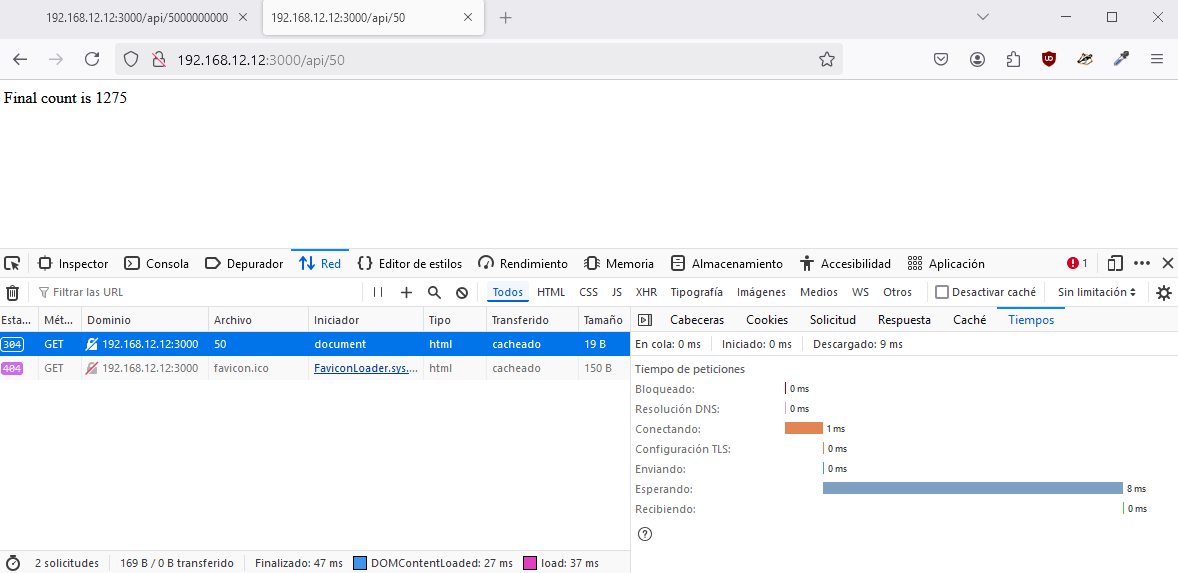 192.168.12.12:3000/api/5000000000 192.168.12.12:3000/api/50
192.168.12.12:3000/api/50
Final count is 1275
Inspector Consola Depurador Red Editor de estilos Rendimiento Memoria Almacenamiento Accesibilidad Aplicación 1
Filtrar las URL Todos HTML CSS JS XHR Tipografía Imágenes Medios WS Otros Desactivar caché Sin limitación
Esta... Mét... Dominio Archivo Iniciador Tipo Transferido Tamaño
304 GET 192.168.12.12:3000 50 document html cacheado 19 B
404 GET 192.168.12.12:3000 favicon.ico FaviconLoader.sys.... html cacheado 150 B
Cabeceras Cookies Solicitud Respuesta Caché Tiempos
En cola: 0 ms Iniciado: 0 ms Descargado: 9 ms
Tiempo de peticiones
Bloqueado: 0 ms
Resolución DNS: 0 ms
Conectando: 1 ms
Configuración TLS: 0 ms
Enviando: 0 ms
Esperando: 8 ms
Recibiendo: 0 ms
2 solicitudes 169 B / 0 B transferido Finalizado: 47 ms DOMContentLoaded: 27 ms load: 37 ms